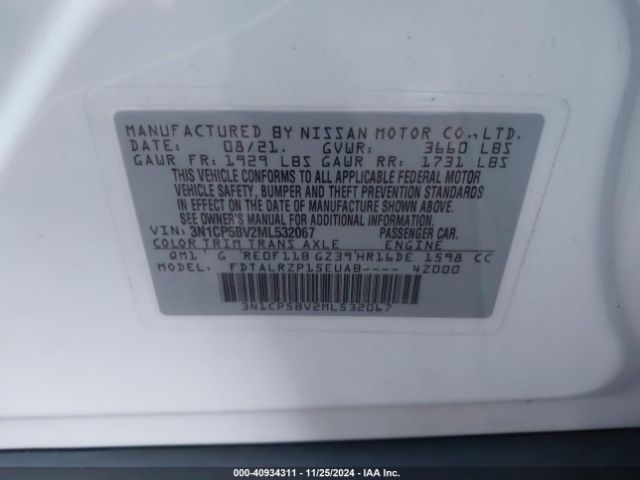 MANUFACTURED BY NISSAN MOTOR CO.,LTD.
DATE: 08/21. GVWR: 3660 LBS
GAWR FR: 1929 LBS GAWR RR: 1731 LBS
THIS VEHICLE CONFORMS TO ALL APPLICABLE FEDERAL MOTOR
VEHICLE SAFETY, BUMPER AND THEFT PREVENTION STANDARDS
IN EFFECT ON THE DATE OF MANUFACTURE SHOWN ABOVE.
SEE OWNER'S MANUAL FOR MORE INFORMATION.
VIN: 3N1CP5BV2ML532067 PASSENGER CAR.
COLOR TRIM TRANS AXLE ENGINE
QM1 G RE0F11B GZ39 HR16DE 1598 CC
MODEL: FDTALRZP15EUAB---- 4Z000
3N1CP5BV2ML532067
000-40934311 - 11/25/2024 - IAA Inc.